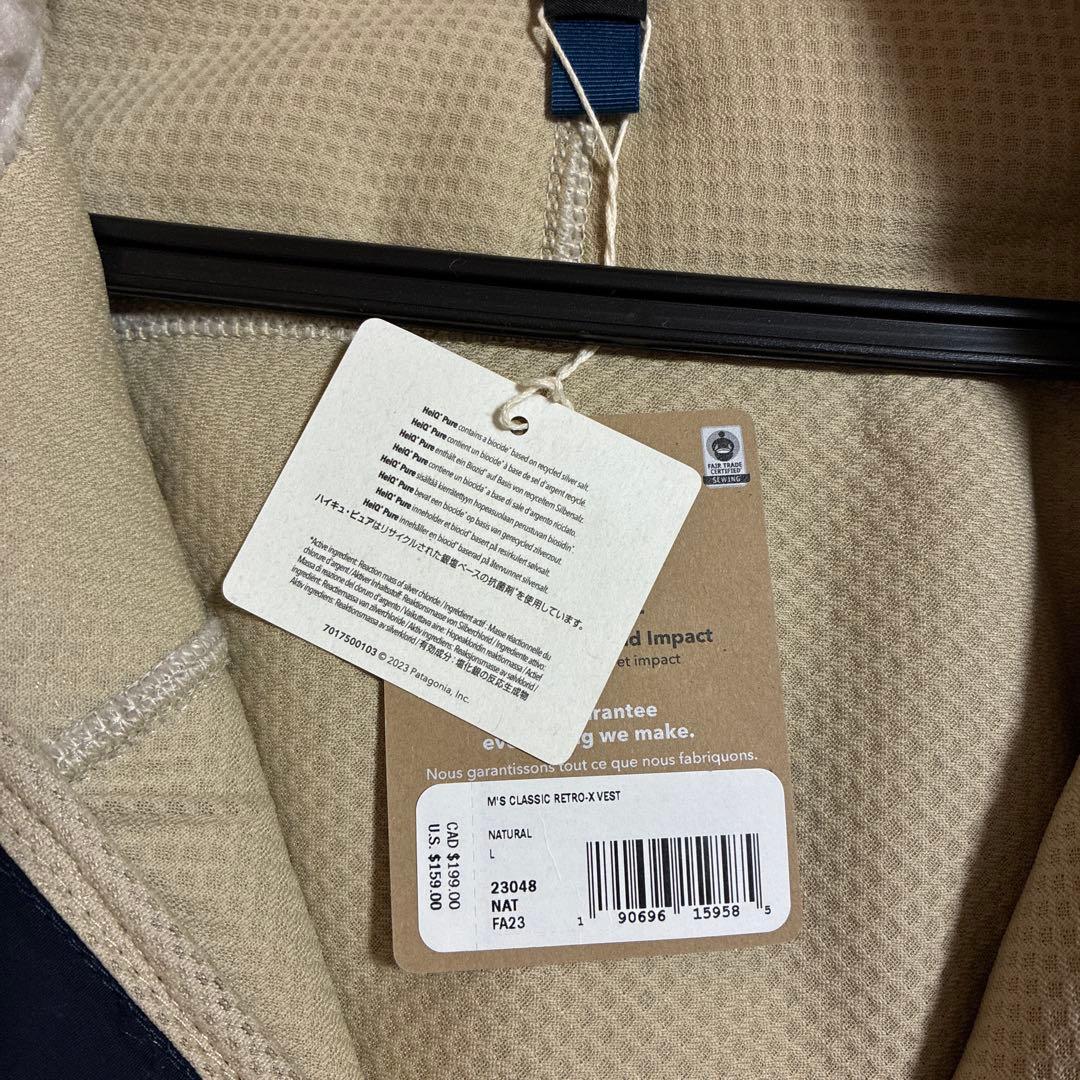 HeiQ® Pure contains a biocide* based on recycled silver salt.
HeiQ® Pure contient un biocide* à base de sel d'argent recyclé.
HeiQ® Pure enthält ein Biozid* auf Basis von recyceltem Silbersalz.
HeiQ® Pure contiene un biocida* a base di sale d'argento riciclato.
HeiQ® Pure sisältää kierrätettyyn hopeasuolaan perustuvan biosidin*
HeiQ® Pure bevat een biocide* op basis van gerecycled zilverzout.
HeiQ® Pure inneholder et biocid* basert på resirkulert sølvsalt.
HeiQ® Pure innehåller en biocid* baserad på återvunnet silversalt.
ハイキュ・ピュアはリサイクルされた銀塩ベースの抗菌剤*を使用しています。
*Active ingredient: Reaction mass of silver chloride / Ingrédient actif - Masse réactionnelle du
chlorure d'argent / Aktiver Inhaltsstoff: Reaktionsmasse von Silberchlorid / Ingrediente attivo:
Massa di reazione del cloruro d'argento / Vaikuttava aine: Hopeakloridin reaktiomassa / Actief
ingrediënt: Reactiemassa van zilverchloride / Aktiv ingrediens: Reaksjonsmasse av sølvklorid /
Aktiv ingrediens: Reaktionsmassa av silverklorid / 有効成分 : 塩化銀の反応生成物
7017500103 © 2023 Patagonia, Inc.
FAIR TRADE
CERTIFIED
SEWING
d Impact
et impact
rantee
we make.
Nous garantissons tout ce que nous fabriquons.
M'S CLASSIC RETRO-X VEST
NATURAL
L
23048
NAT
FA23
CAD $199.00
U.S. $159.00
1 90696 15958 5